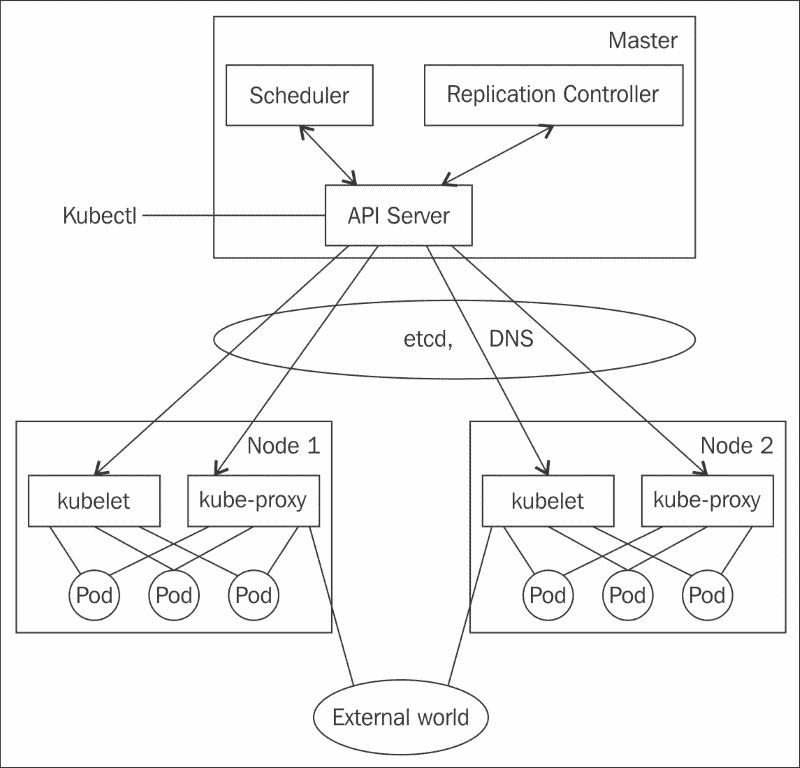 Master
Scheduler
Replication Controller
Kubectl
API Server
etcd, DNS
Node 1
Node 2
kubelet
kube-proxy
kubelet
kube-proxy
Pod
Pod
Pod
Pod
Pod
Pod
External world